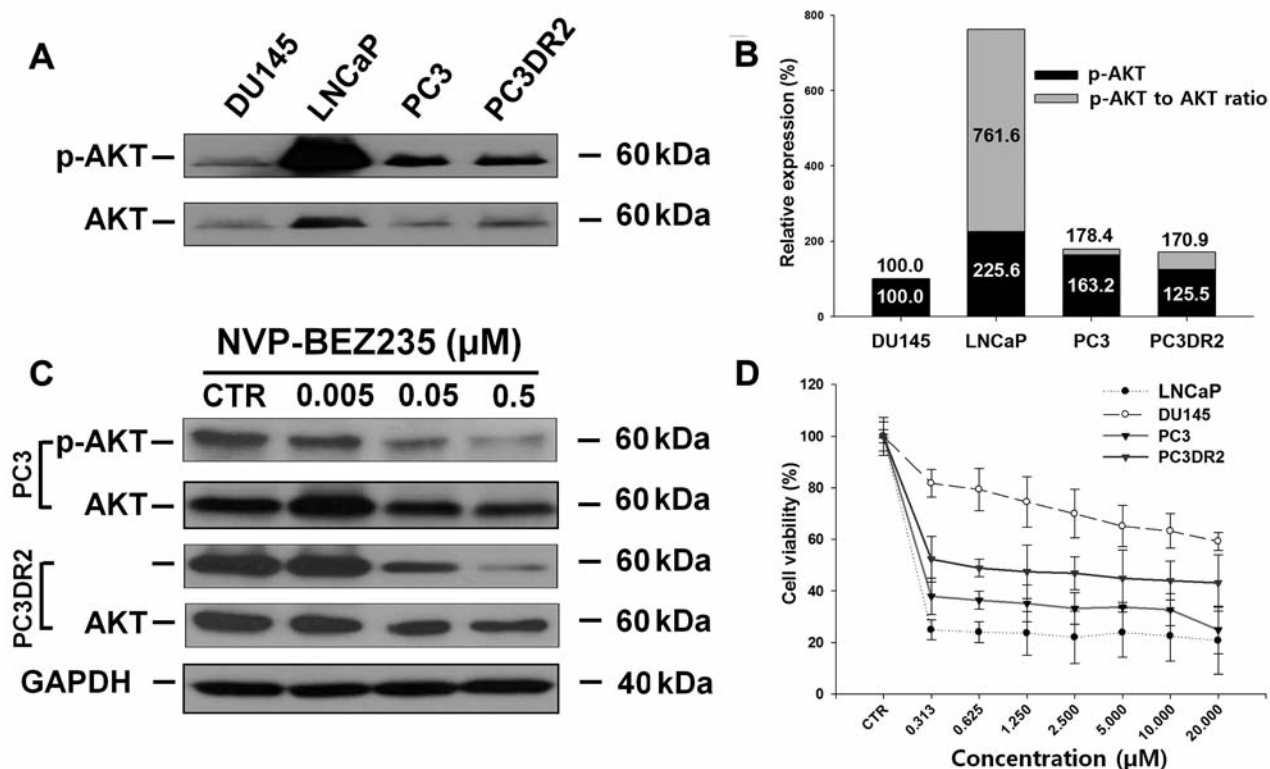 A
DU145
LNCaP
PC3
PC3DR2
p-AKT
60 kDa
AKT
60 kDa
B
Relative expression (%)
800
600
400
200
0
p-AKT
p-AKT to AKT ratio
100.0
100.0
761.6
225.6
178.4
163.2
170.9
125.5
DU145
LNCaP
PC3
PC3DR2
C
NVP-BEZ235 (µM)
CTR 0.005 0.05 0.5
PC3
p-AKT
60 kDa
AKT
60 kDa
PC3DR2
60 kDa
AKT
60 kDa
GAPDH
40 kDa
D
Cell viability (%)
120
100
80
60
40
20
0
LNCaP
DU145
PC3
PC3DR2
CTR
0.313
0.625
1.250
2.500
5.000
10.000
20.000
Concentration (µM)